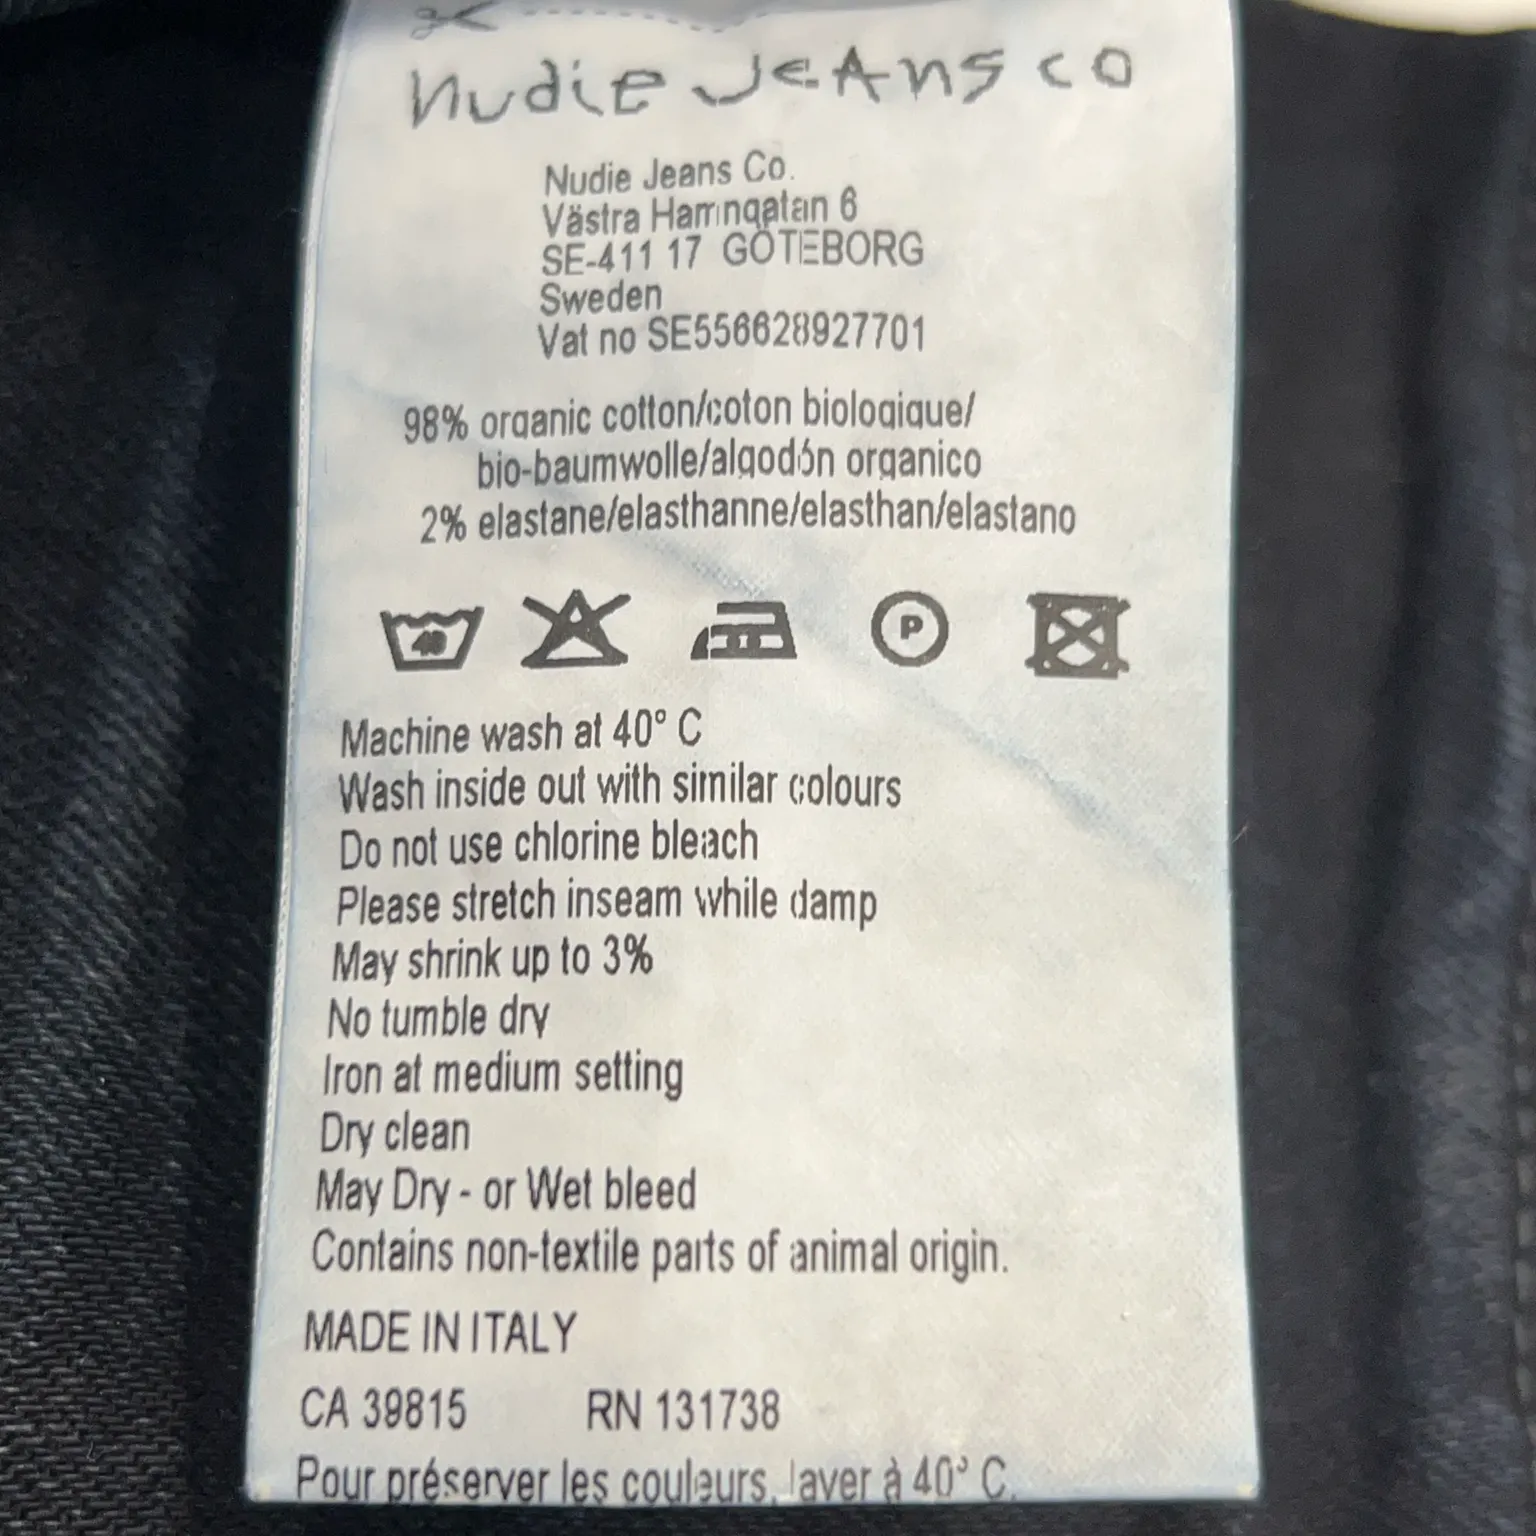 Nudie Jeans co
Nudie Jeans Co.
Västra Hamngatan 6
SE-411 17 GÖTEBORG
Sweden
Vat no SE556628927701
98% organic cotton/coton biologique/
bio-baumwolle/algodón organico
2% elastane/elasthanne/elasthan/elastano
40
P
Machine wash at 40° C
Wash inside out with similar colours
Do not use chlorine bleach
Please stretch inseam while damp
May shrink up to 3%
No tumble dry
Iron at medium setting
Dry clean
May Dry - or Wet bleed
Contains non-textile parts of animal origin.
MADE IN ITALY
CA 39815 RN 131738
Pour préserver les couleurs, laver à 40° C.